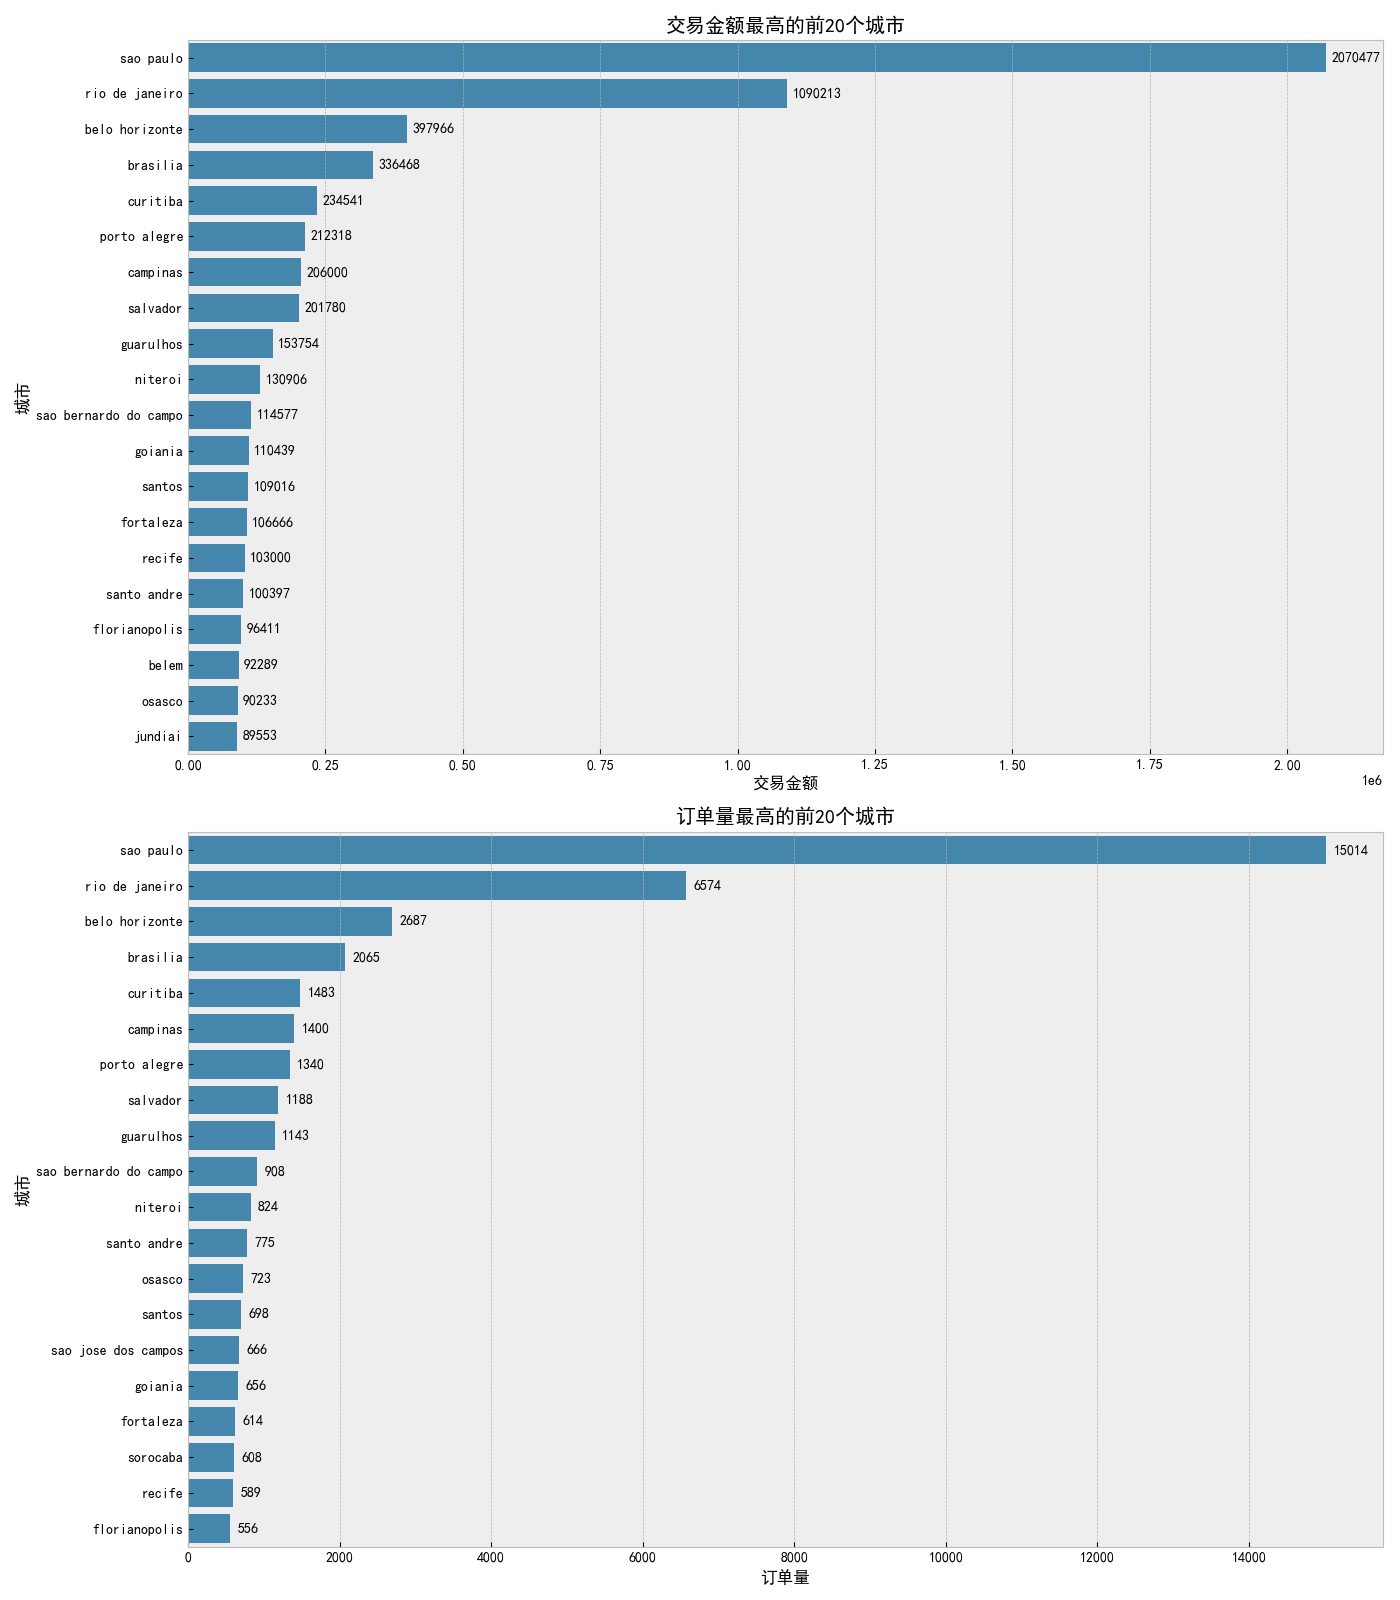 交易金额最高的前20个城市
sao paulo 2070477
rio de janeiro 1090213
belo horizonte 397966
brasilia 336468
curitiba 234541
porto alegre 212318
campinas 206000
salvador 201780
guarulhos 153754
niteroi 130906
城市
sao bernardo do campo 114577
goiania 110439
santos 109016
fortaleza 106666
recife 103000
santo andre 100397
florianopolis 96411
belem 92289
osasco 90233
jundiai 89553
0.00 0.25 0.50 0.75 1.00 1.25 1.50 1.75 2.00
1e6
交易金额
订单量最高的前20个城市
sao paulo 15014
rio de janeiro 6574
belo horizonte 2687
brasilia 2065
curitiba 1483
campinas 1400
porto alegre 1340
salvador 1188
guarulhos 1143
城市
sao bernardo do campo 908
niteroi 824
santo andre 775
osasco 723
santos 698
sao jose dos campos 666
goiania 656
fortaleza 614
sorocaba 608
recife 589
florianopolis 556
0 2000 4000 6000 8000 10000 12000 14000
订单量